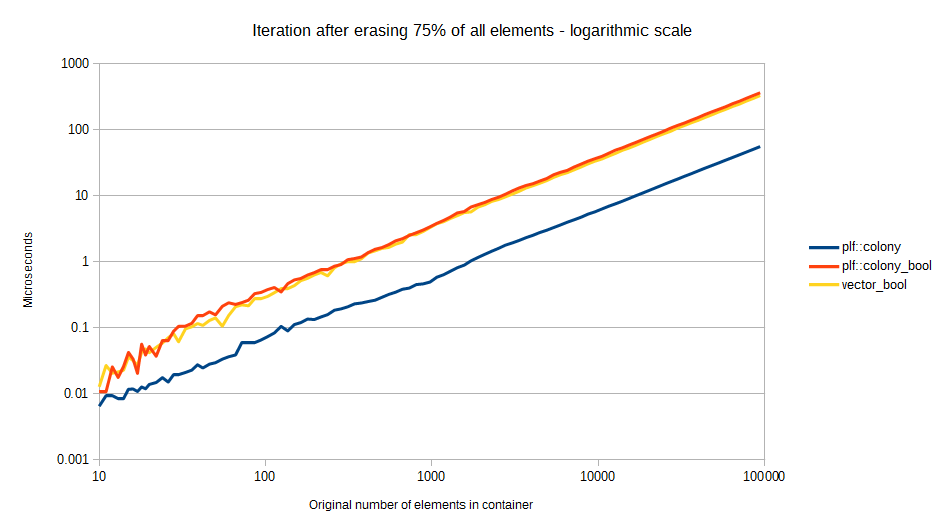 Iteration after erasing 75% of all elements - logarithmic scale
1000
100
10
1
0.1
0.01
0.001
Microseconds
10 100 1000 10000 100000
Original number of elements in container
plf::colony
plf::colony_bool
vector_bool